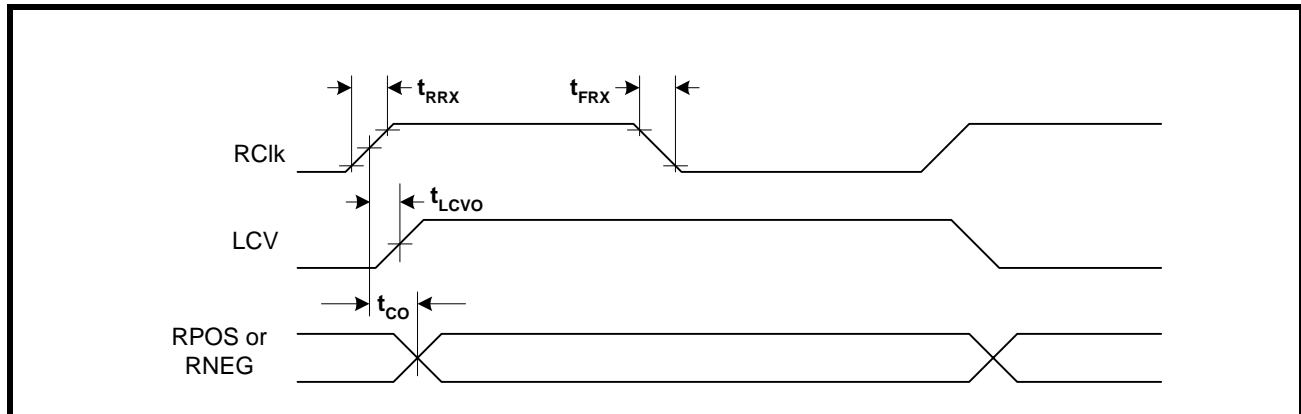 tRRX
tFRX
RClk
tLCVO
LCV
tCO
RPOS or
RNEG